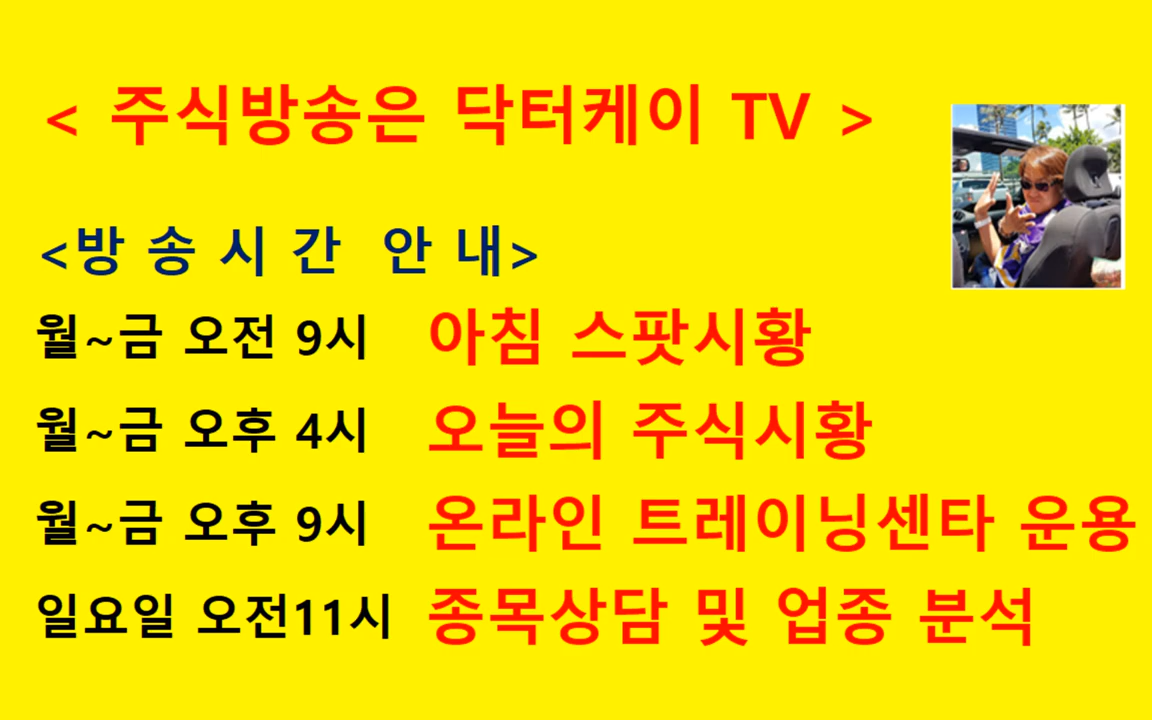 < 주식방송은 닥터케이 TV >
<방 송 시 간 안 내>
월~금 오전 9시 아침 스팟시황
월~금 오후 4시 오늘의 주식시황
월~금 오후 9시 온라인 트레이닝센타 운용
일요일 오전11시 종목상담 및 업종 분석